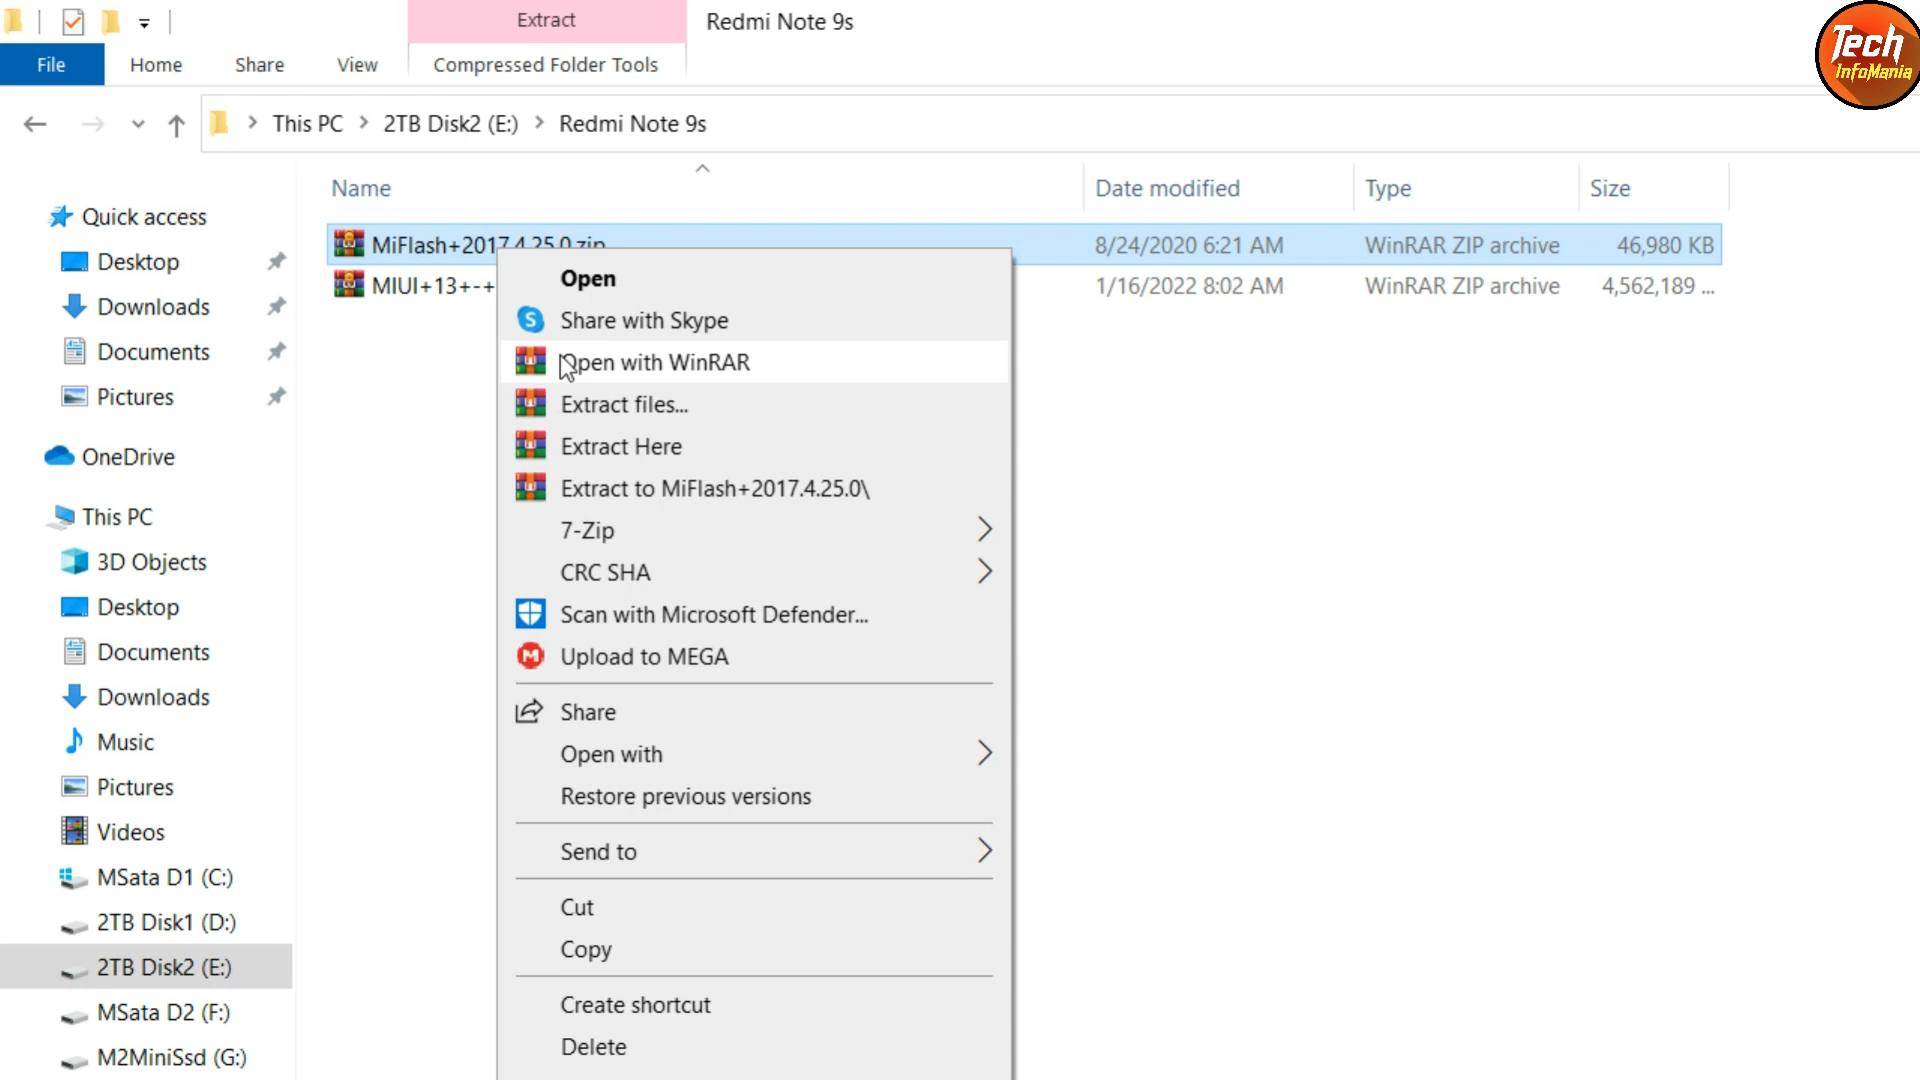 Extract
Redmi Note 9s
File
Home
Share
View
Compressed Folder Tools
Tech
InfoMania
This PC
2TB Disk2 (E:)
Redmi Note 9s
Name
Date modified
Type
Size
Quick access
Desktop
Downloads
Documents
Pictures
OneDrive
This PC
3D Objects
Desktop
Documents
Downloads
Music
Pictures
Videos
MSata D1 (C:)
2TB Disk1 (D:)
2TB Disk2 (E:)
MSata D2 (F:)
M2MiniSsd (G:)
MiFlash+2017.4.25.0.zip
8/24/2020 6:21 AM
WinRAR ZIP archive
46,980 KB
MIUI+13+-+
1/16/2022 8:02 AM
WinRAR ZIP archive
4,562,189 ...
Open
Share with Skype
Open with WinRAR
Extract files...
Extract Here
Extract to MiFlash+2017.4.25.0\
7-Zip
CRC SHA
Scan with Microsoft Defender...
Upload to MEGA
Share
Open with
Restore previous versions
Send to
Cut
Copy
Create shortcut
Delete